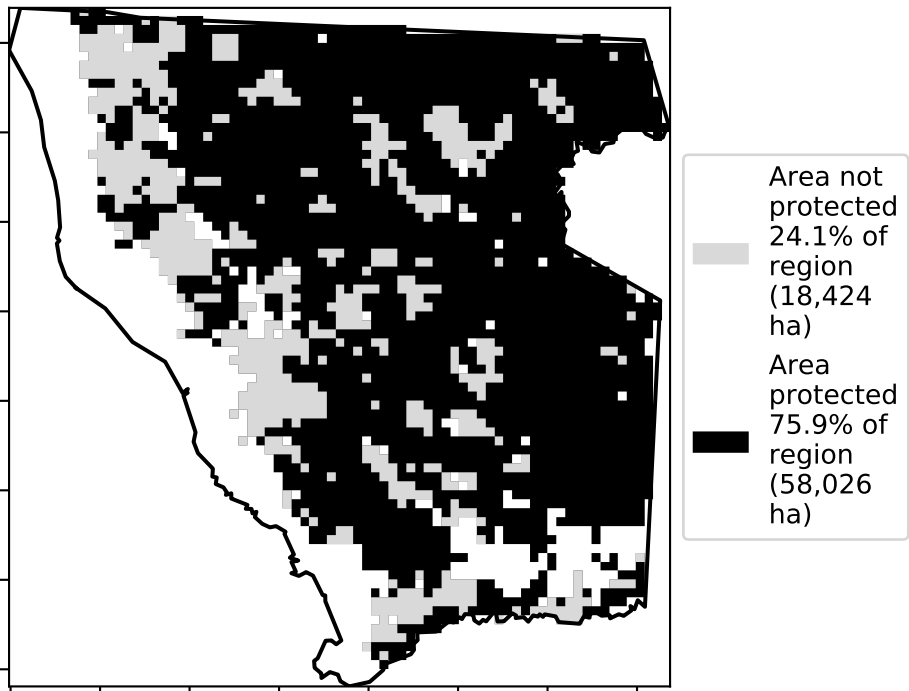 Area not
protected
24.1% of
region
(18,424
ha)
Area
protected
75.9% of
region
(58,026
ha)